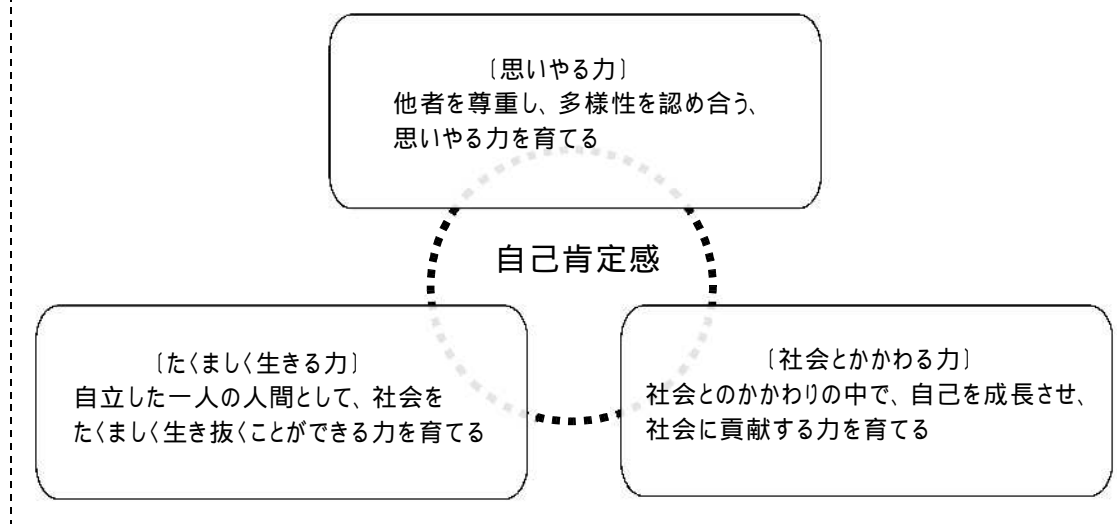 〔思いやる力〕
他者を尊重し、多様性を認め合う、
思いやる力を育てる
自己肯定感
〔たくましく生きる力〕
自立した一人の人間として、社会を
たくましく生き抜くことができる力を育てる
〔社会とかかわる力〕
社会とのかかわりの中で、自己を成長させ、
社会に貢献する力を育てる